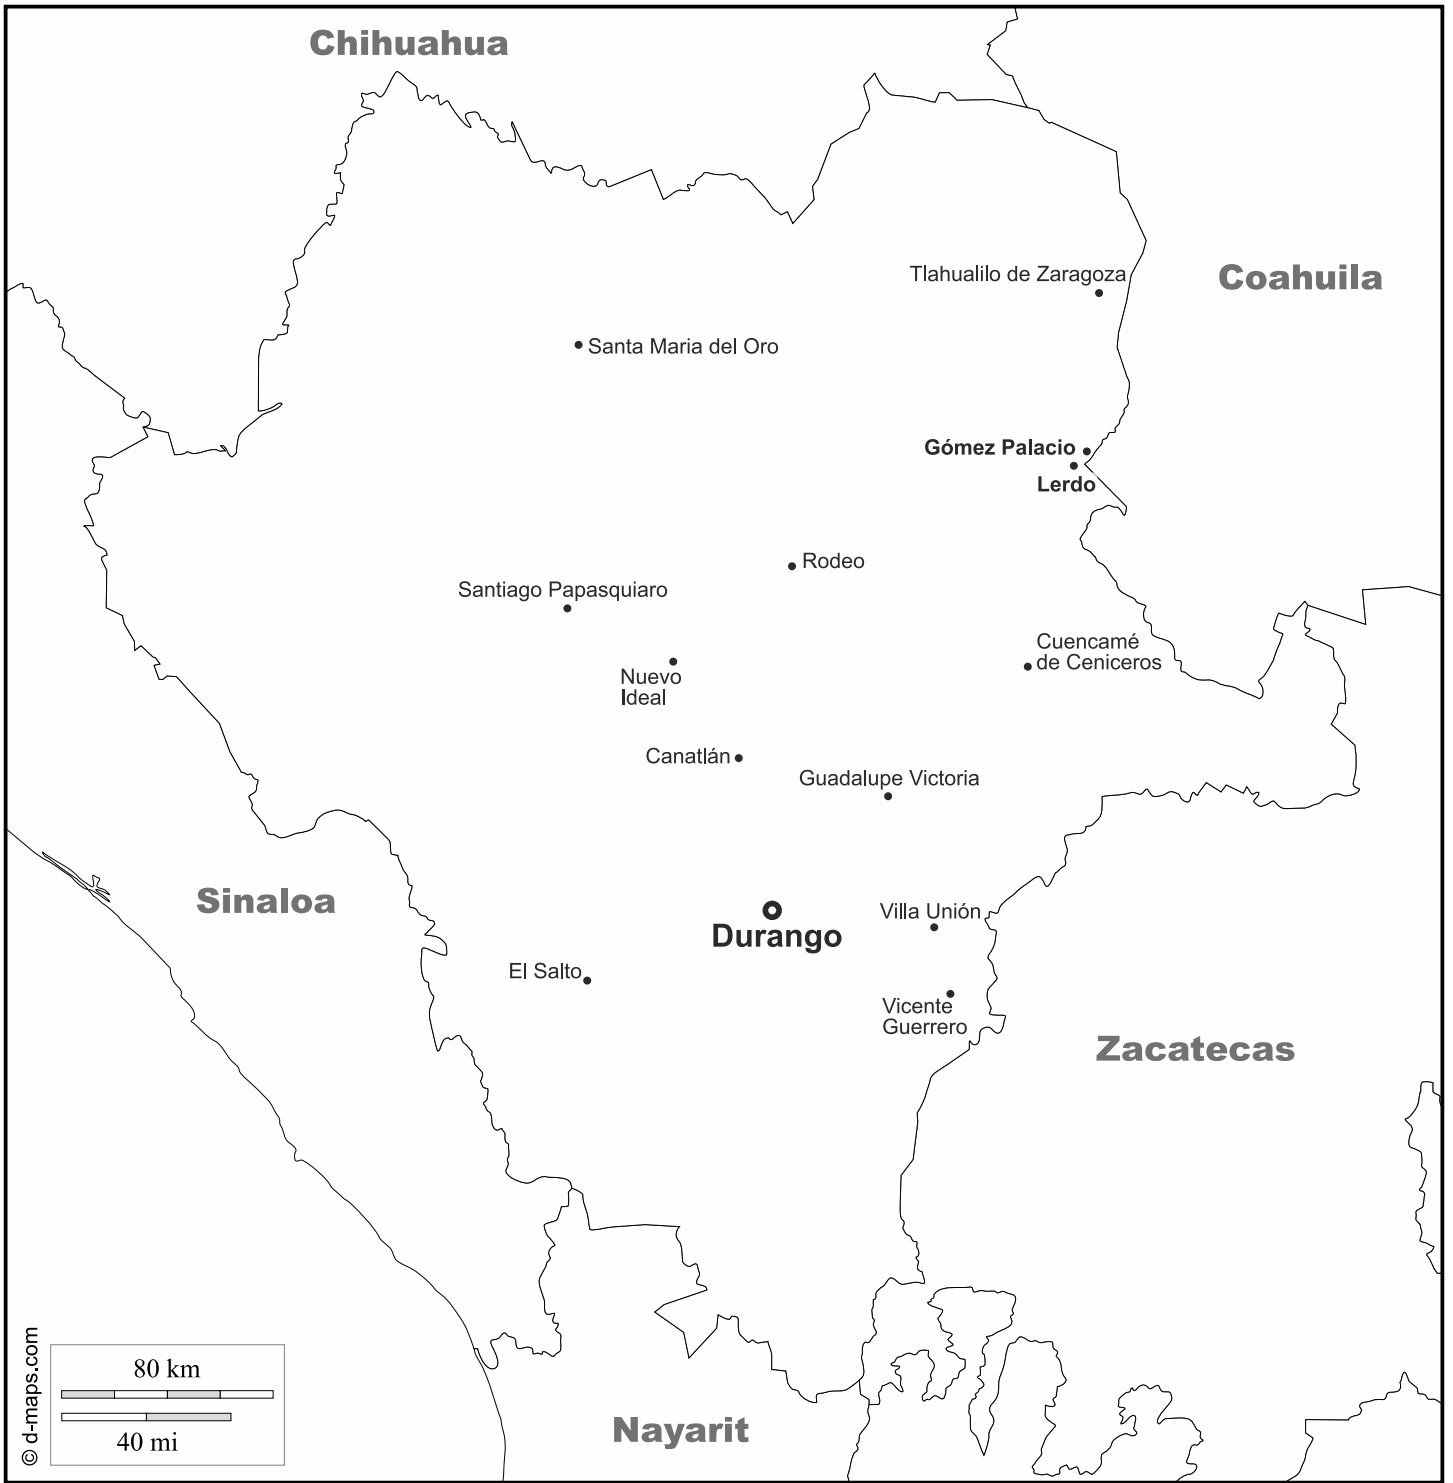 Chihuahua
Tlahualilo de Zaragoza
Coahuila
Santa Maria del Oro
Gómez Palacio
Lerdo
Rodeo
Santiago Papasquiaro
Cuencamé
de Ceniceros
Nuevo
Ideal
Canatlán
Guadalupe Victoria
Sinaloa
Villa Unión
Durango
El Salto
Vicente
Guerrero
Zacatecas
© d-maps.com
80 km
40 mi
Nayarit